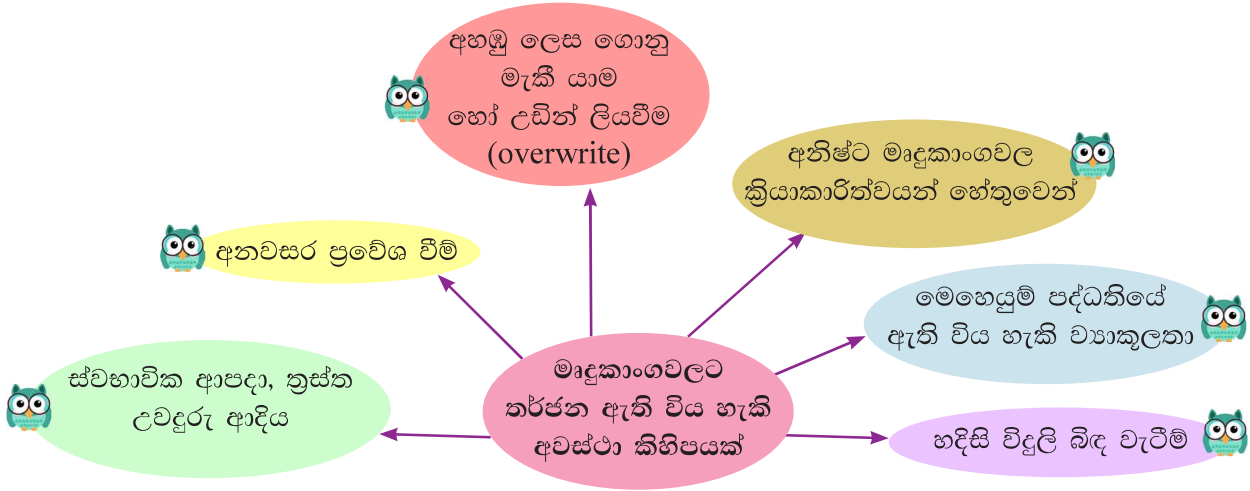 අහඹු ලෙස ගොනු
මැකී යාම
හෝ උඩින් ලියවීම
(overwrite)
අනිෂ්ට මෘදුකාංගවල
ක්‍රියාකාරිත්වයන් හේතුවෙන්
අනවසර ප්‍රවේශ වීම්
මෙහෙයුම් පද්ධතියේ
ඇති විය හැකි ව්‍යාකූලතා
ස්වභාවික ආපදා, ත්‍රස්ත
උවදුරු ආදිය
මෘදුකාංගවලට
තර්ජන ඇති විය හැකි
අවස්ථා කිහිපයක්
හදිසි විදුලි බිඳ වැටීම්